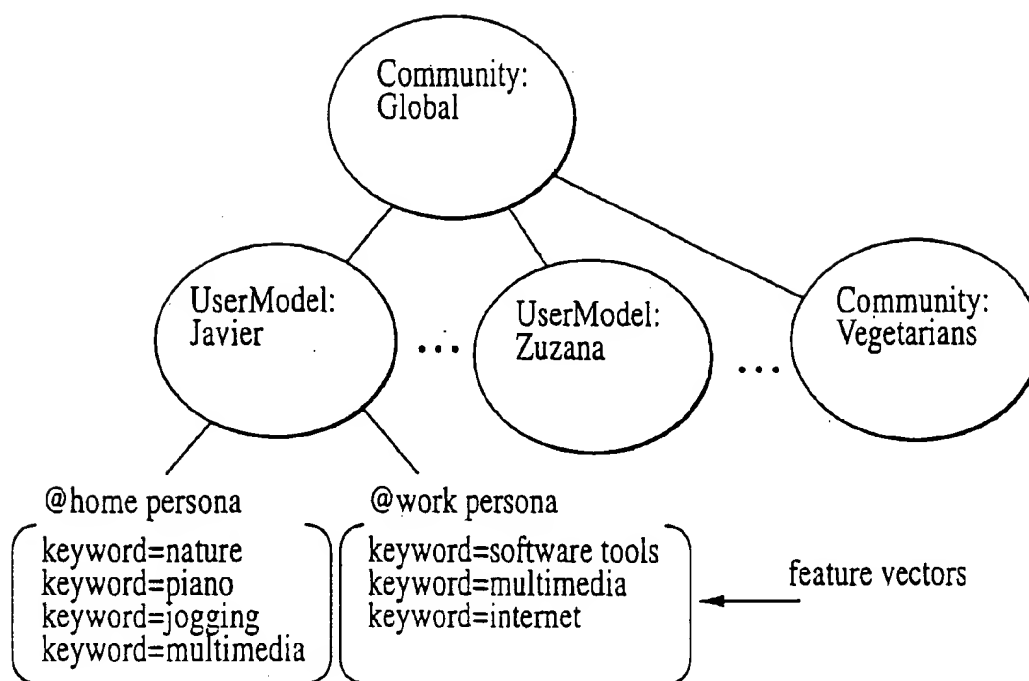 Community:
Global
UserModel:
Javier
...
UserModel:
Zuzana
...
Community:
Vegetarians
@home persona
keyword=nature
keyword=piano
keyword=jogging
keyword=multimedia
@work persona
keyword=software tools
keyword=multimedia
keyword=internet
feature vectors